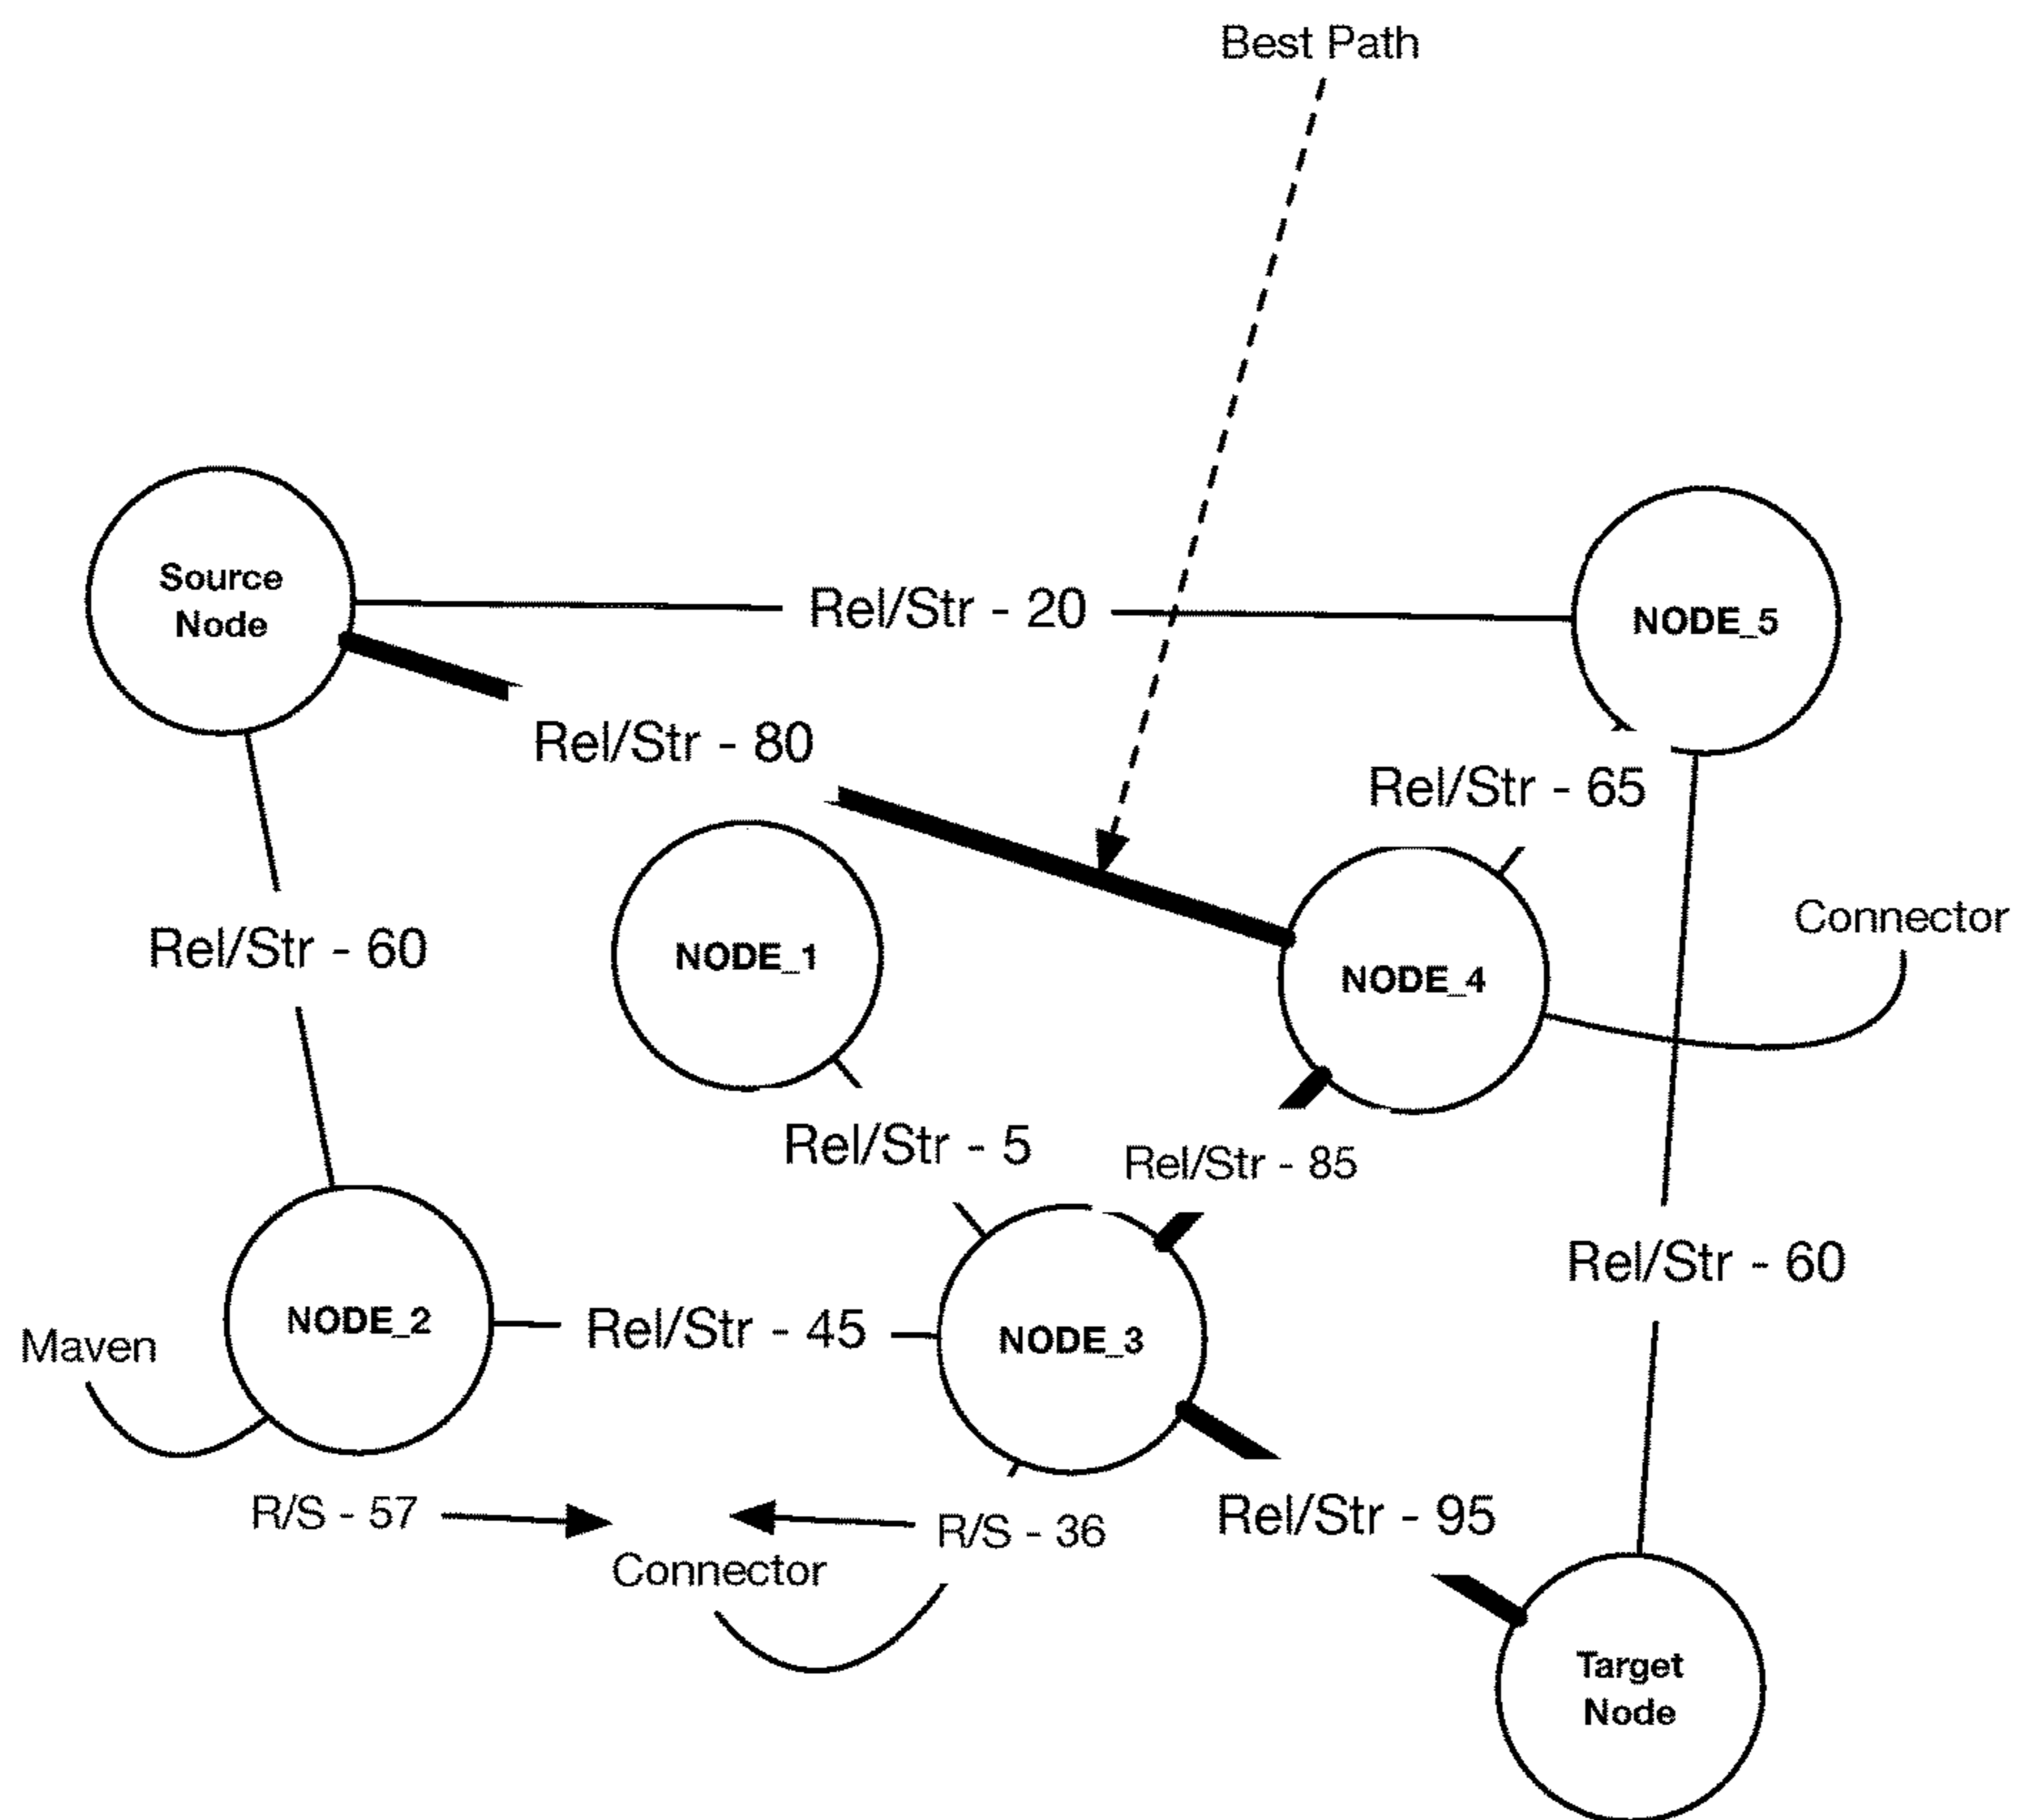 Best Path
Source
Node
Rel/Str - 20
NODE_5
Rel/Str - 80
Rel/Str - 65
Connector
Rel/Str - 60
NODE_1
NODE_4
Rel/Str - 5
Rel/Str - 85
Rel/Str - 60
Maven
NODE_2
Rel/Str - 45
NODE_3
R/S - 57
Connector
R/S - 36
Rel/Str - 95
Target
Node